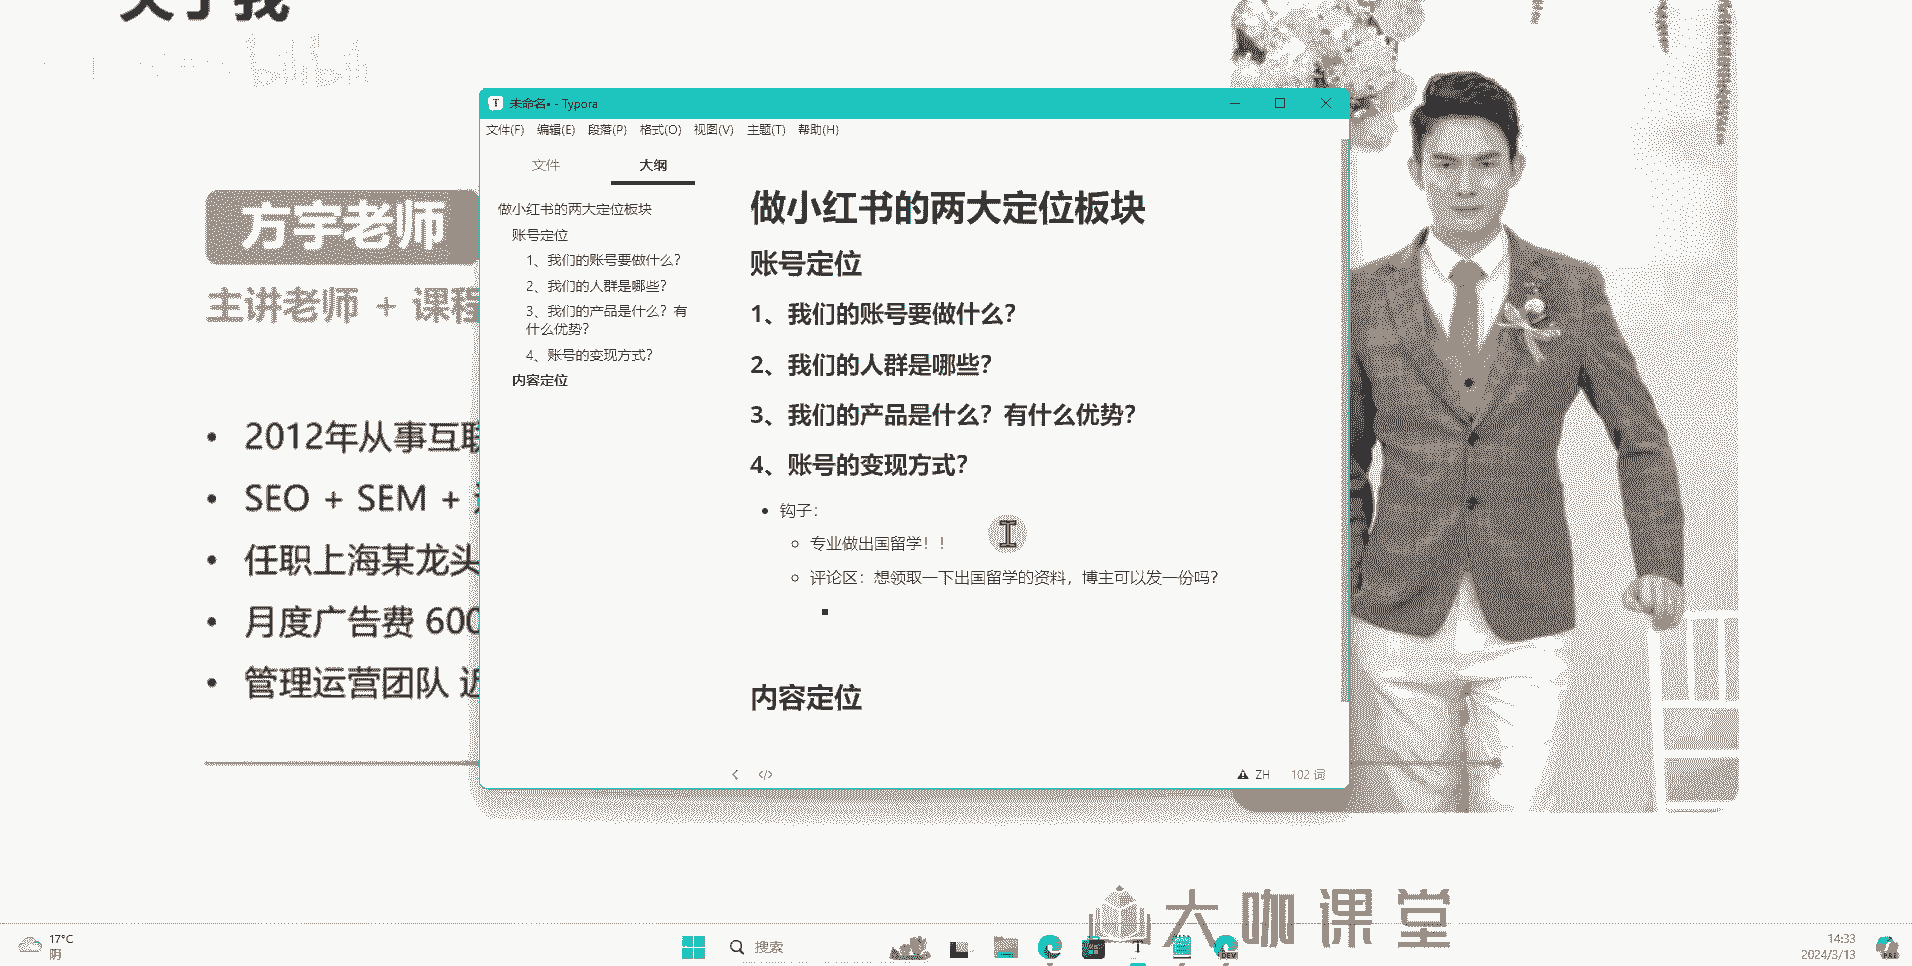 关于我
bilibili
未命名• - Typora
文件(F) 编辑(E) 段落(P) 格式(O) 视图(V) 主题(T) 帮助(H)
文件 大纲
做小红书的两大定位板块
账号定位
1、我们的账号要做什么?
2、我们的人群是哪些?
3、我们的产品是什么? 有
什么优势?
4、账号的变现方式?
内容定位
做小红书的两大定位板块
账号定位
1、我们的账号要做什么?
2、我们的人群是哪些?
3、我们的产品是什么? 有什么优势?
4、账号的变现方式?
钩子:
专业做出国留学! !
评论区: 想领取一下出国留学的资料, 博主可以发一份吗?
内容定位
ZH 102 词
方宇老师
主讲老师 + 课程
2012年从事互联
SEO + SEM +
任职上海某龙头
月度广告费 600
管理运营团队 近
大咖课堂
17°C
阴
搜索
DEV
14:33
2024/3/13
PRE